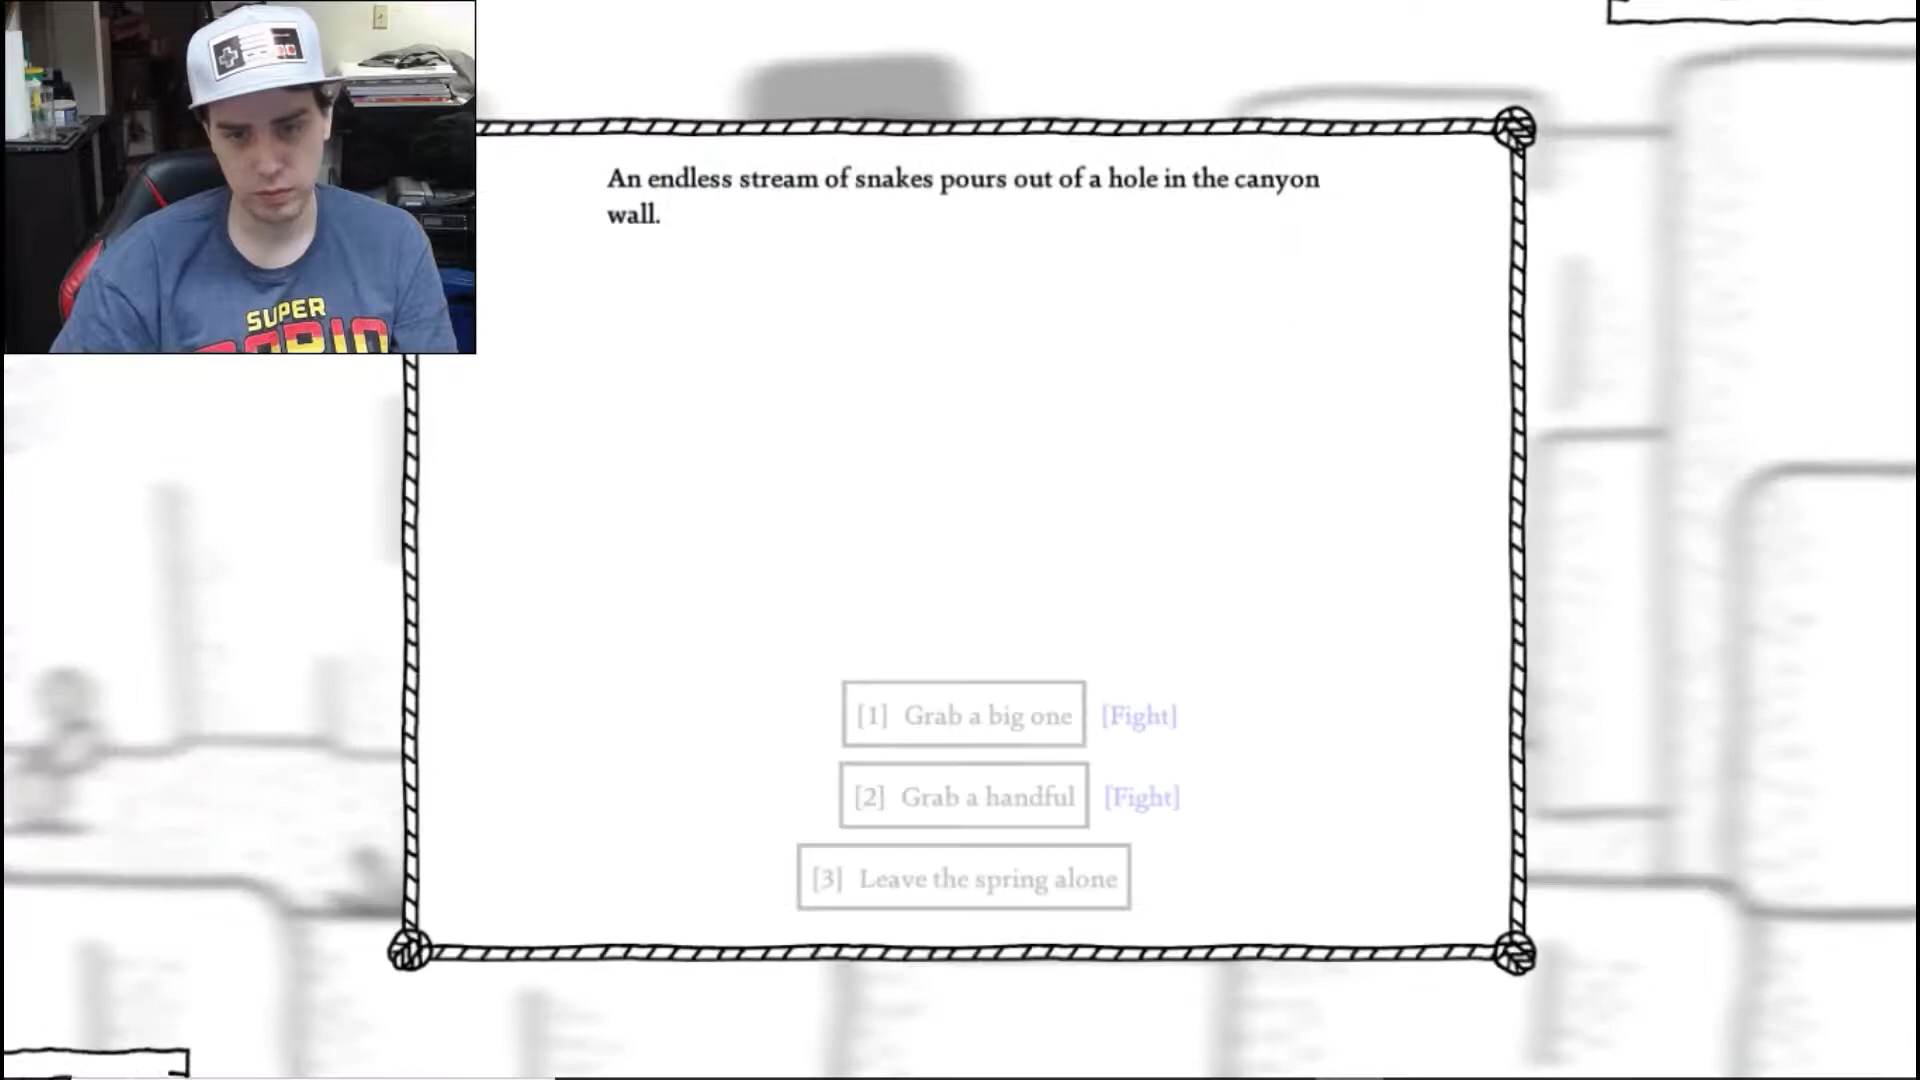 SUPER
MARIO
An endless stream of snakes pours out of a hole in the canyon
wall.
[1] Grab a big one [Fight]
[2] Grab a handful [Fight]
[3] Leave the spring alone